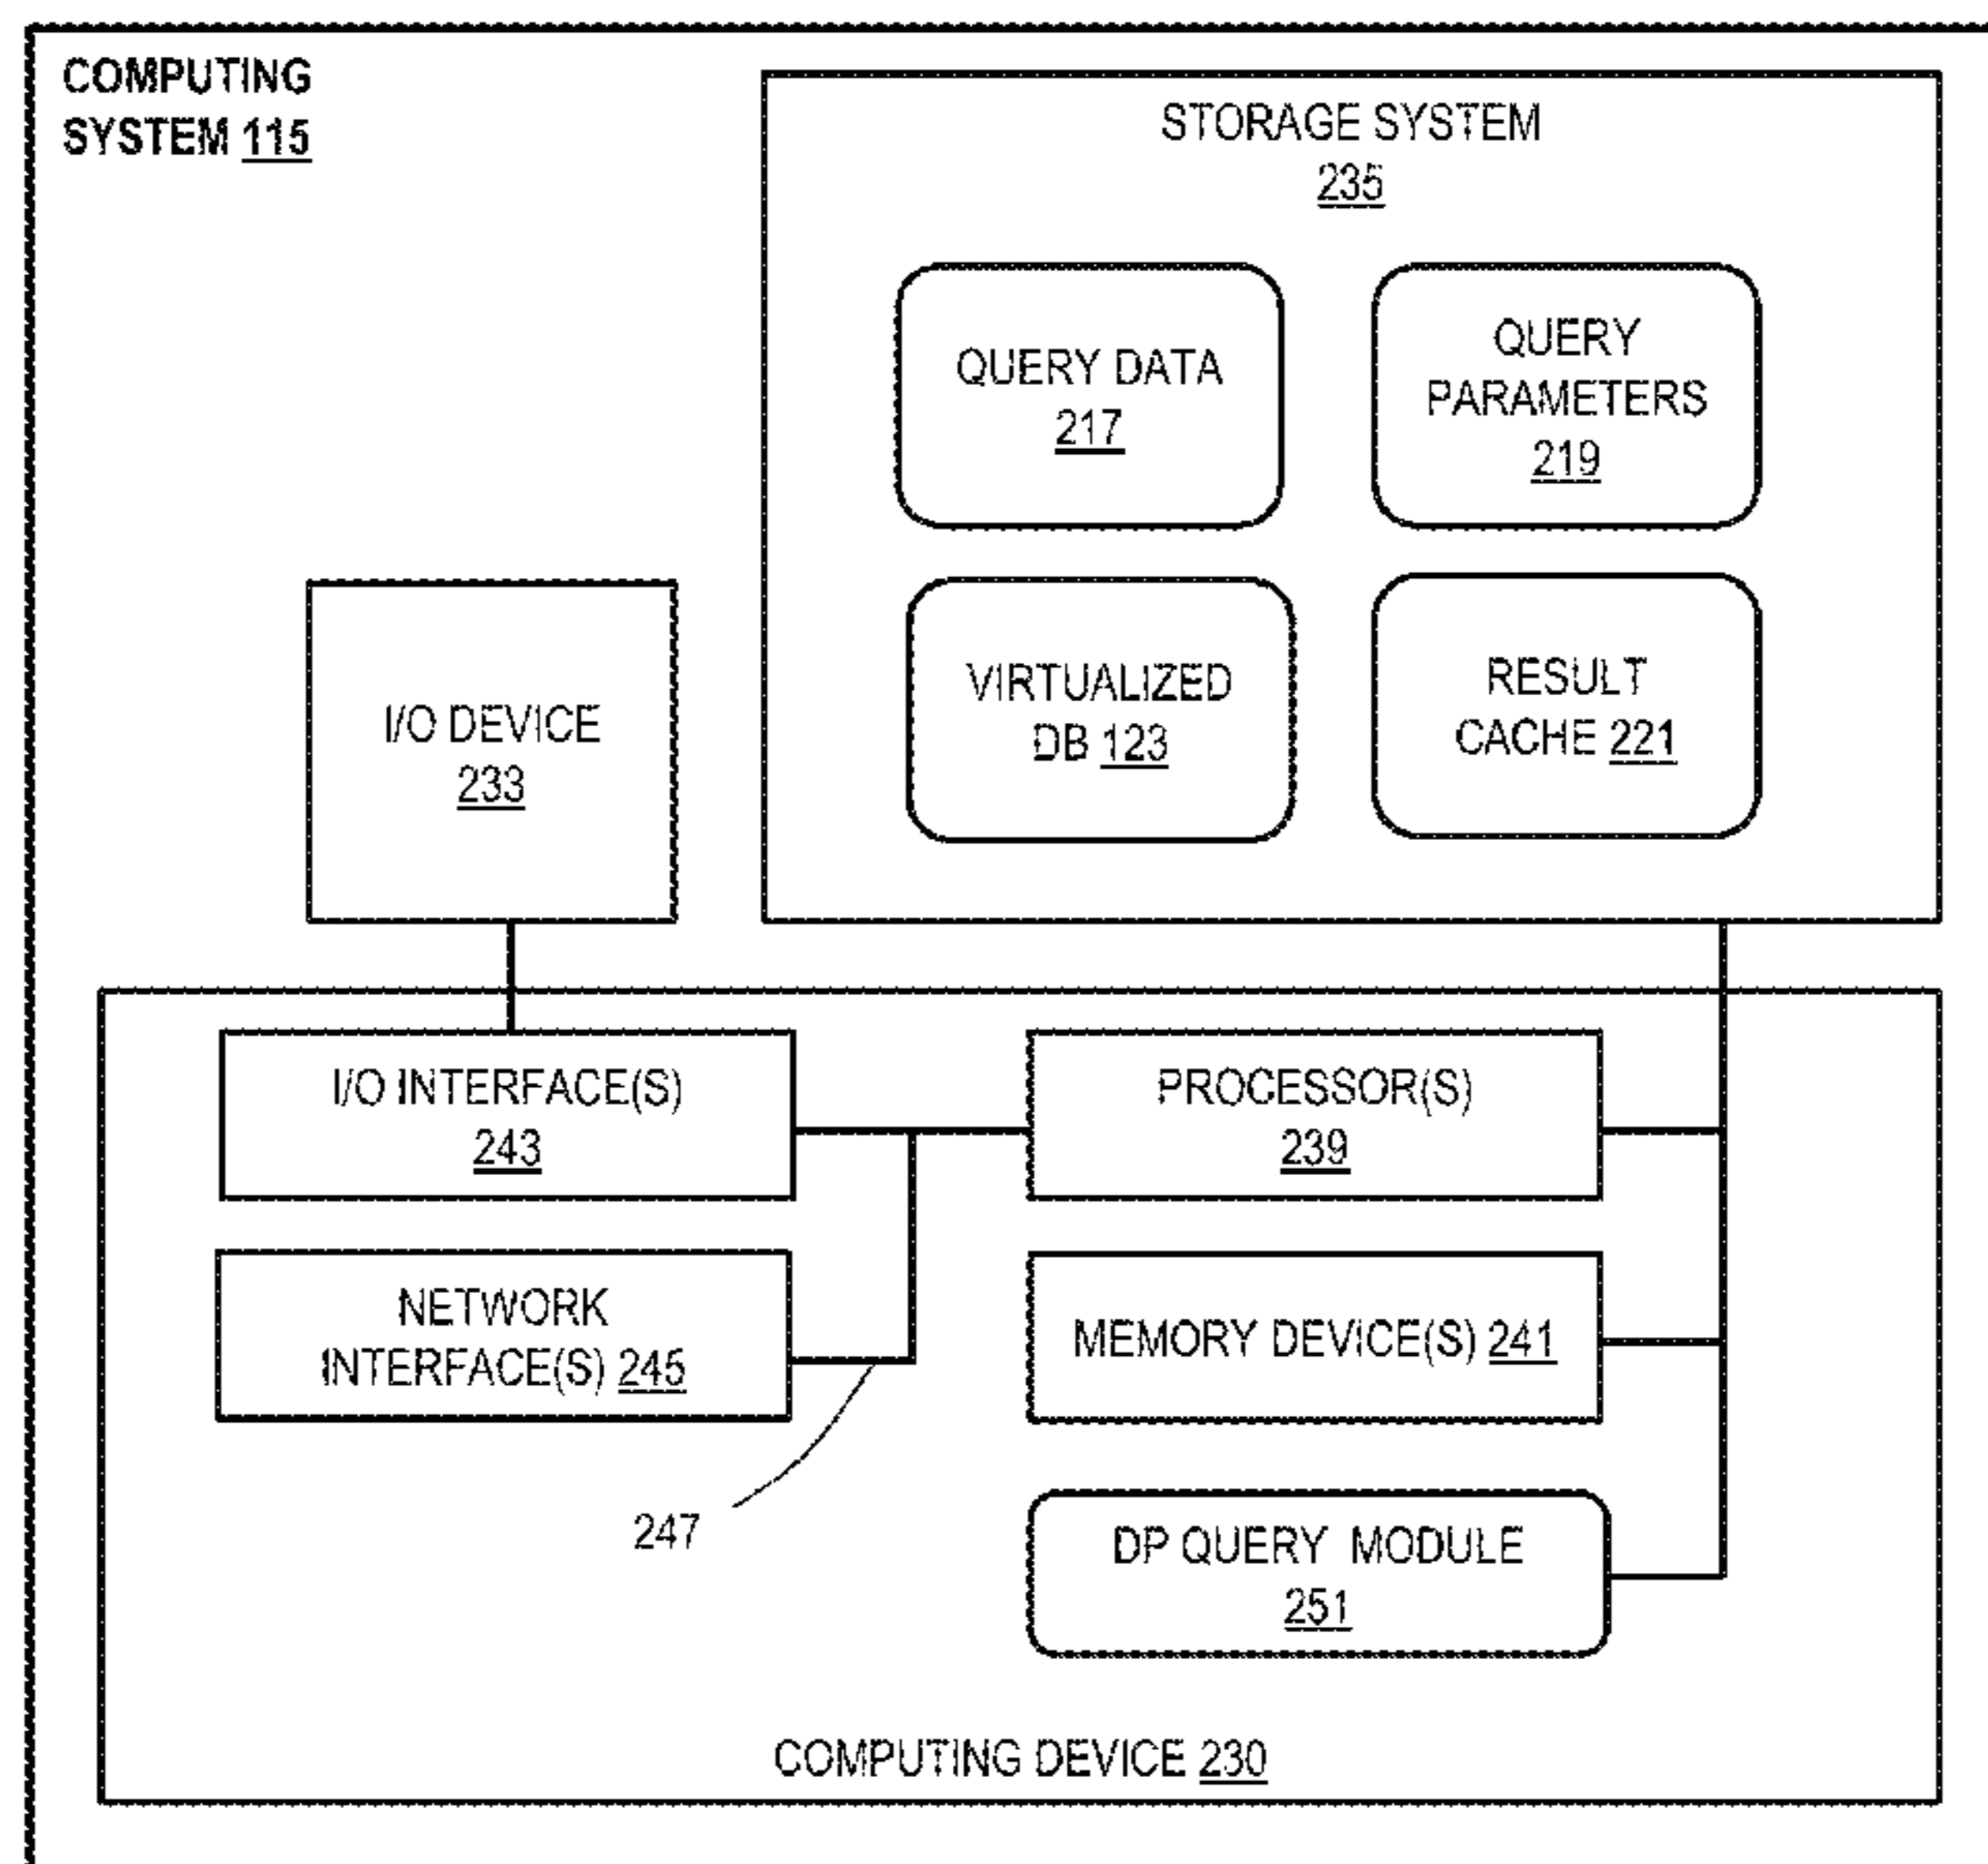 COMPUTING
SYSTEM 115
STORAGE SYSTEM
235
QUERY DATA
217
QUERY
PARAMETERS
219
VIRTUALIZED
DB 123
RESULT
CACHE 221
I/O DEVICE
233
I/O INTERFACE(S)
243
PROCESSOR(S)
239
NETWORK
INTERFACE(S) 245
MEMORY DEVICE(S) 241
247
DP QUERY MODULE
251
COMPUTING DEVICE 230